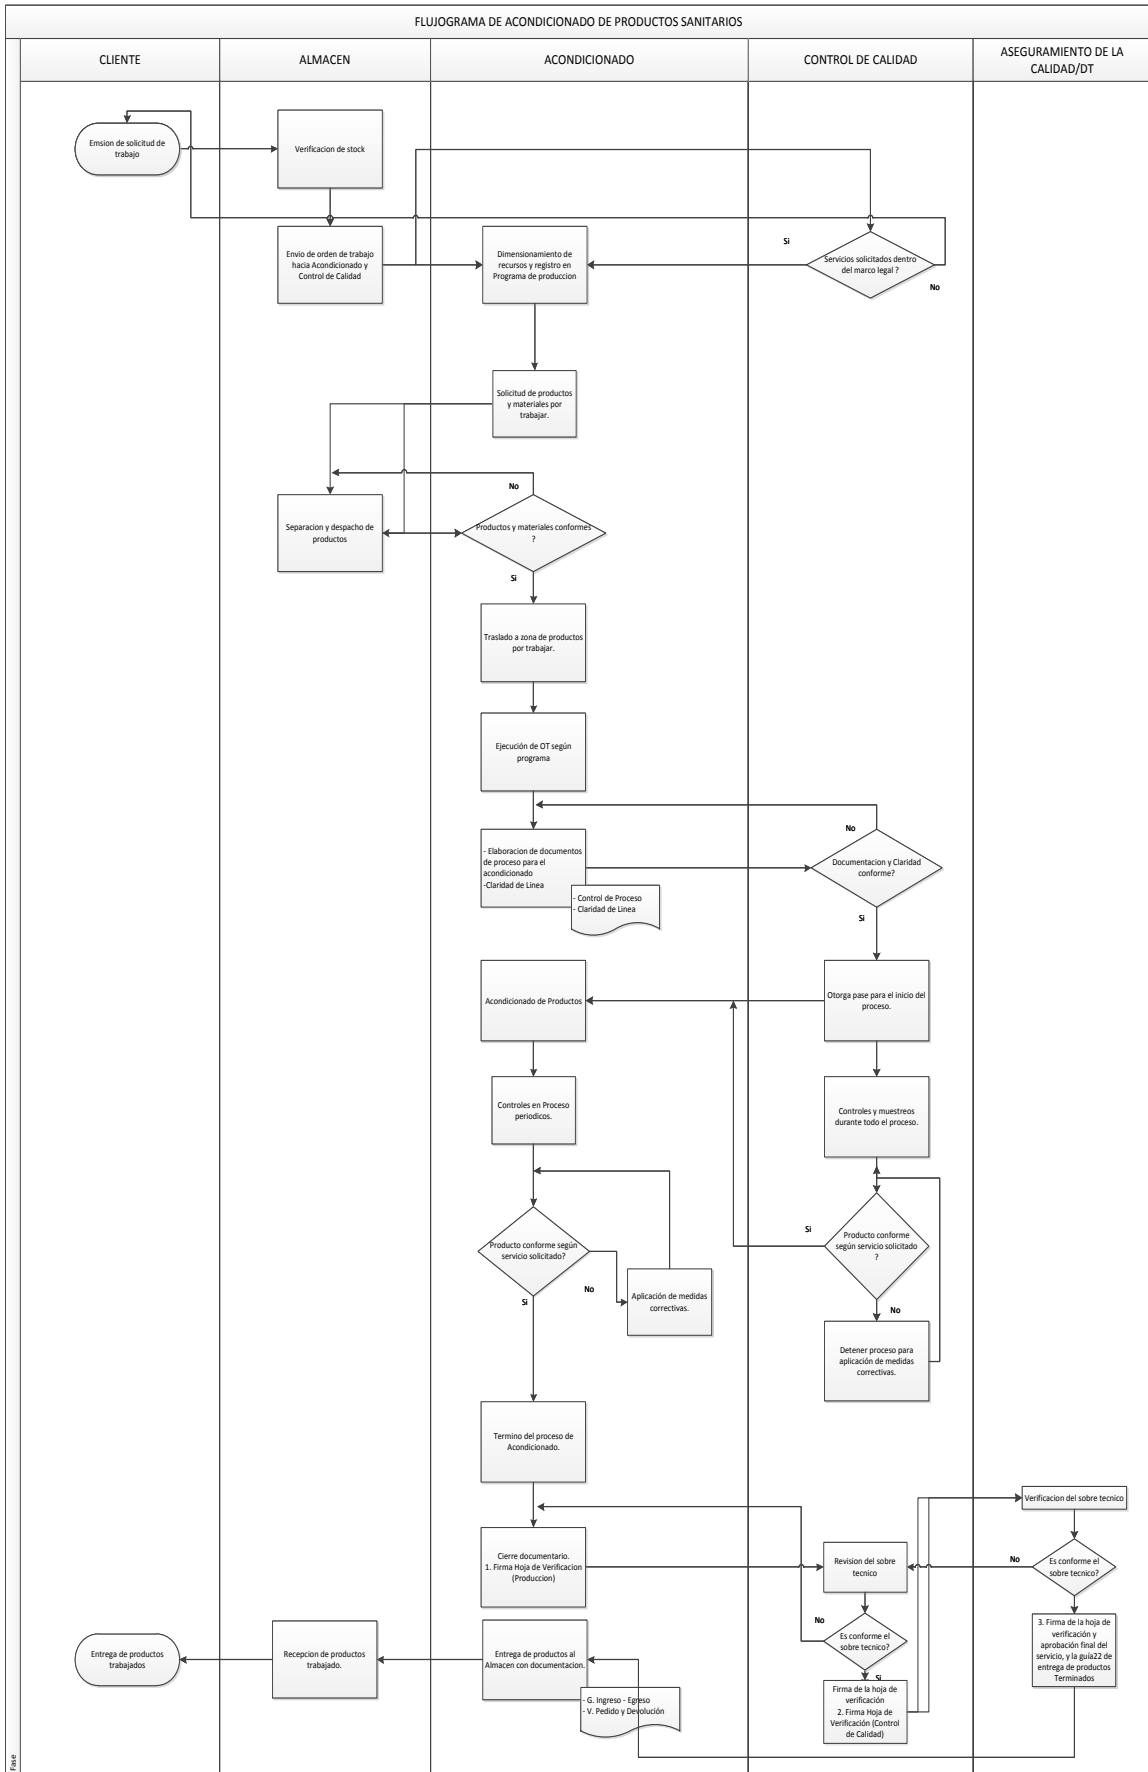 FLUJOGRAMA DE ACONDICIONADO DE PRODUCTOS SANITARIOS
CLIENTE
ALMACEN
ACONDICIONADO
CONTROL DE CALIDAD
ASEGURAMIENTO DE LA
CALIDAD/DT
Emsion de solicitud de
trabajo
Verificacion de stock
Envio de orden de trabajo
hacia Acondicionado y
Control de Calidad
Dimensionamiento de
recursos y registro en
Programa de produccion
Si
Servicios solicitados dentro
del marco legal ?
No
Solicitud de productos
y materiales por
trabajar.
No
Separacion y despacho de
productos
Productos y materiales conformes
?
Si
Traslado a zona de productos
por trabajar.
Ejecución de OT según
programa
No
- Elaboracion de documentos
de proceso para el
acondicionado
-Claridad de Linea
- Control de Proceso
- Claridad de Linea
Documentacion y Claridad
conforme?
Si
Acondicionado de Productos
Otorga pase para el inicio del
proceso.
Controles en Proceso
periodicos.
Controles y muestreos
durante todo el proceso.
Producto conforme según
servicio solicitado?
Si
Producto conforme
según servicio solicitado
?
No
Si
Aplicación de medidas
correctivas.
No
Detener proceso para
aplicación de medidas
correctivas.
Termino del proceso de
Acondicionado.
Verificacion del sobre tecnico
Cierre documentario.
1. Firma Hoja de Verificacion
(Produccion)
Revision del sobre
tecnico
No
Es conforme el
sobre tecnico?
No
Es conforme el
sobre tecnico?
Si
3. Firma de la hoja de
verificación y
aprobación final del
servicio, y la guía22 de
entrega de productos
Terminados
Entrega de productos
trabajados
Recepcion de productos
trabajado.
Entrega de productos al
Almacen con documentacion.
- G. Ingreso - Egreso
- V. Pedido y Devolución
Firma de la hoja de
verificación
2. Firma Hoja de
Verificación (Control
de Calidad)
Fase